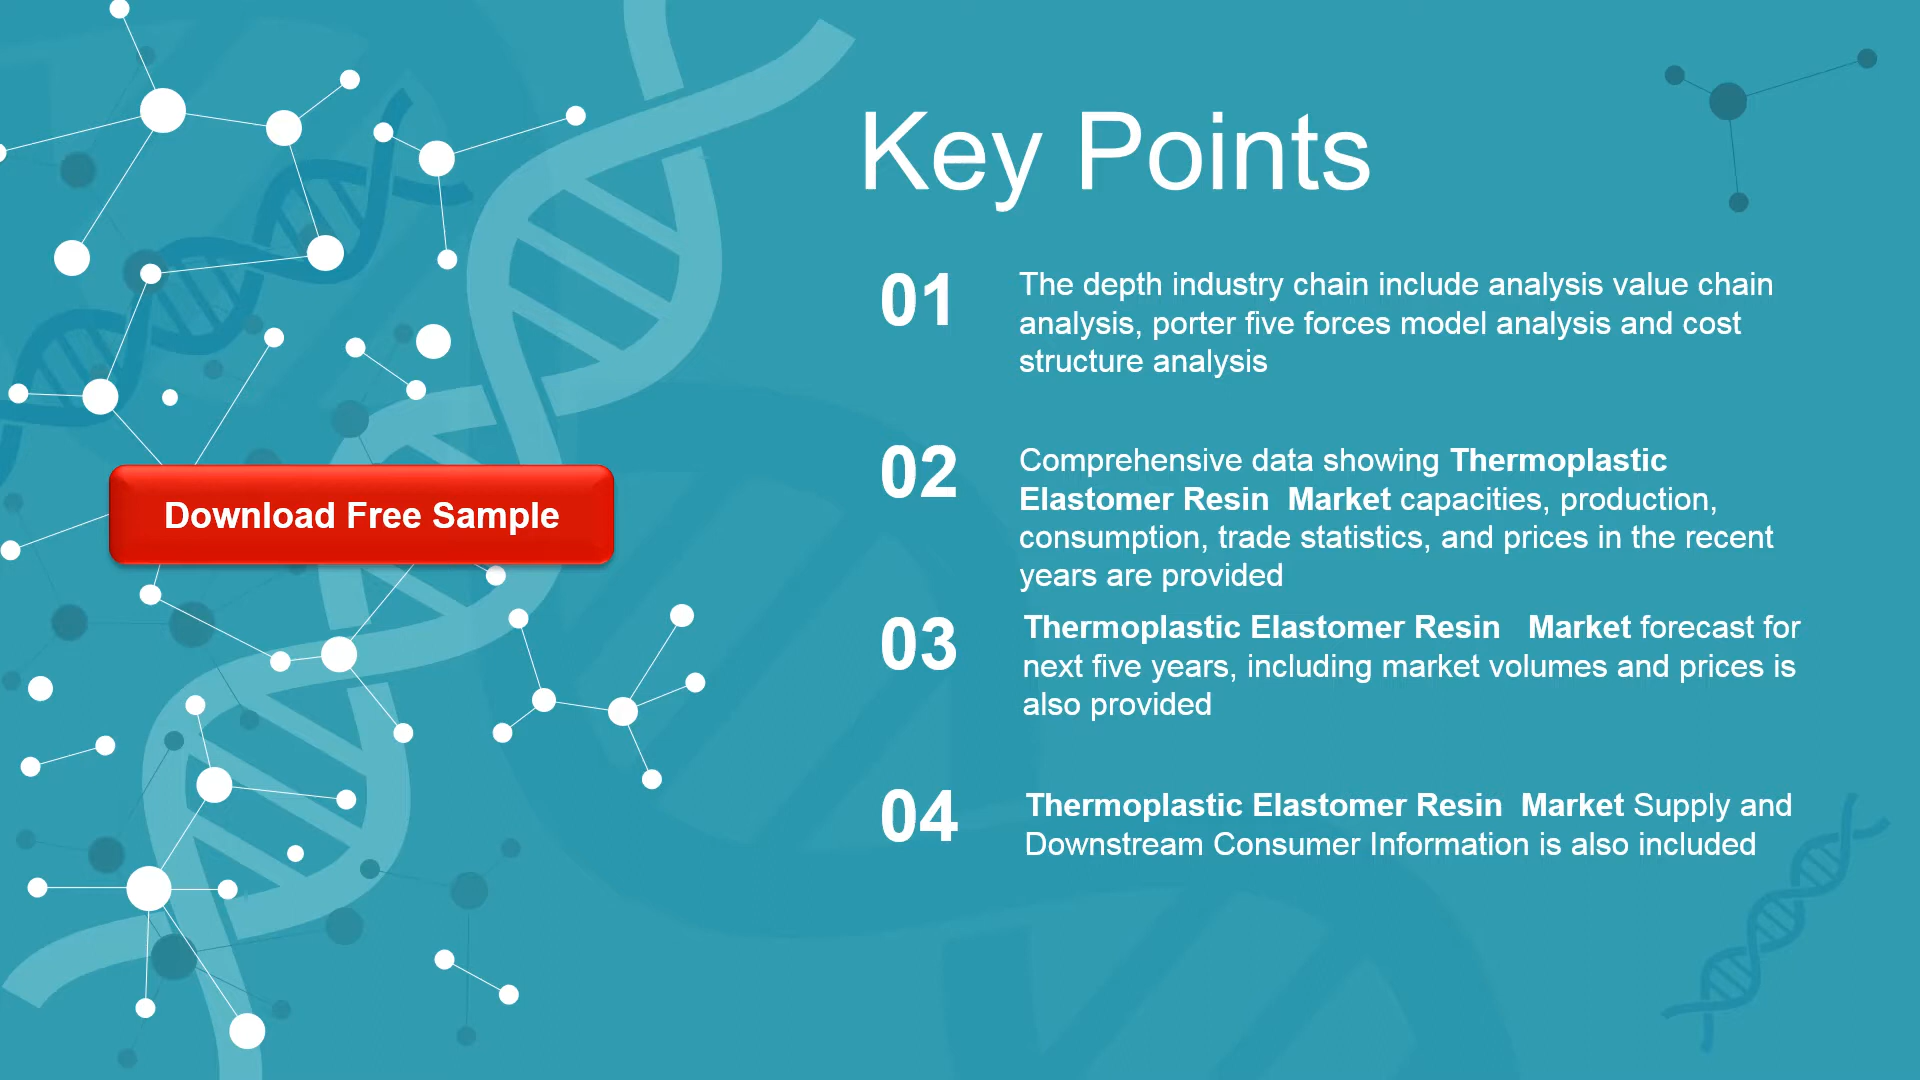 Key Points
01
The depth industry chain include analysis value chain
analysis, porter five forces model analysis and cost
structure analysis
02
Comprehensive data showing Thermoplastic
Elastomer Resin  Market capacities, production,
consumption, trade statistics, and prices in the recent
years are provided
Download Free Sample
03
Thermoplastic Elastomer Resin   Market forecast for
next five years, including market volumes and prices is
also provided
04
Thermoplastic Elastomer Resin  Market Supply and
Downstream Consumer Information is also included